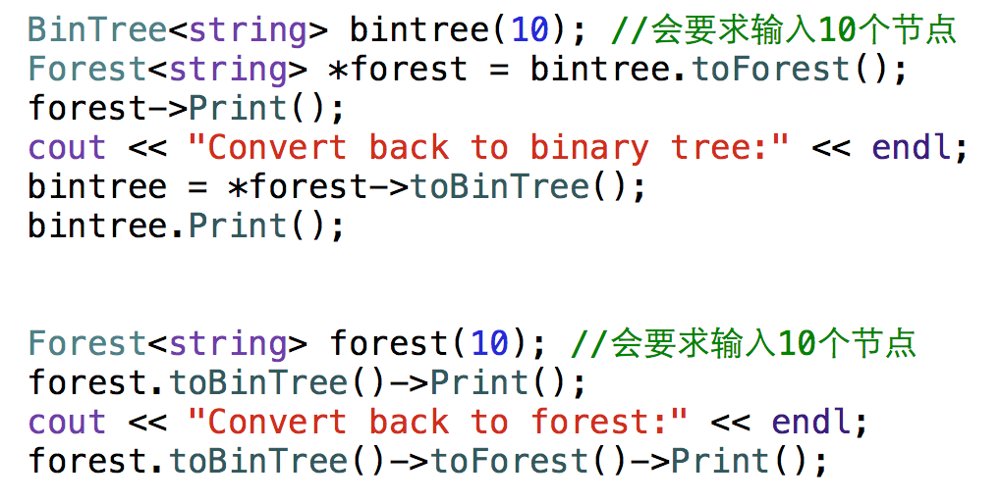 BinTree<string> bintree(10); //会要求输入10个节点
Forest<string> *forest = bintree.toForest();
forest->Print();
cout << "Convert back to binary tree:" << endl;
bintree = *forest->toBinTree();
bintree.Print();
Forest<string> forest(10); //会要求输入10个节点
forest.toBinTree()->Print();
cout << "Convert back to forest:" << endl;
forest.toBinTree()->toForest()->Print();